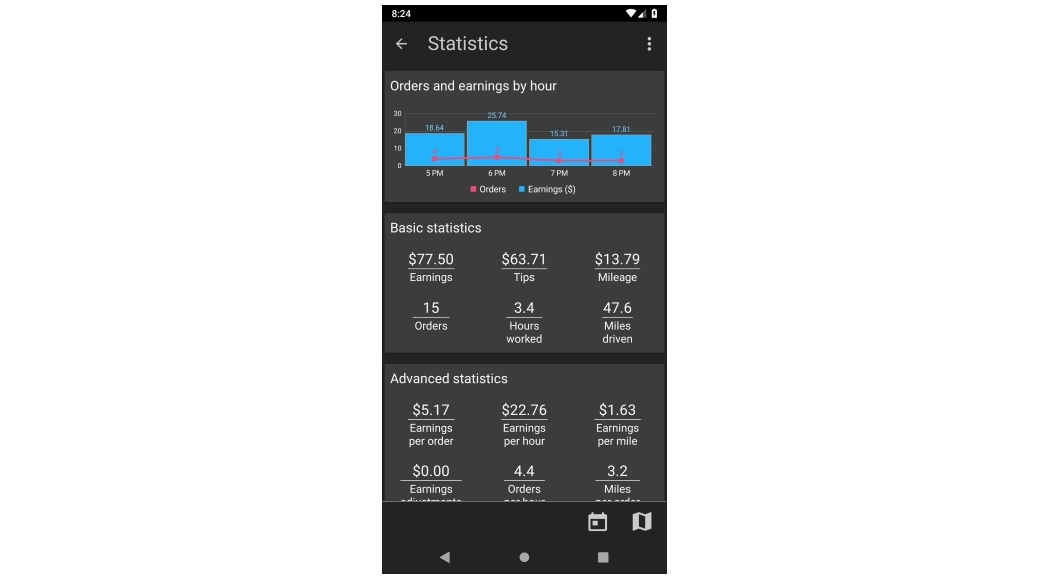 8:24
Statistics
Orders and earnings by hour
30
20
10
0
18.64
25.74
15.31
17.81
5 PM 6 PM 7 PM 8 PM
Orders Earnings ($)
Basic statistics
$77.50 $63.71 $13.79
Earnings Tips Mileage
15 3.4 47.6
Orders Hours Miles
worked driven
Advanced statistics
$5.17 $22.76 $1.63
Earnings Earnings Earnings
per order per hour per mile
$0.00 4.4 3.2
Earnings Orders Miles